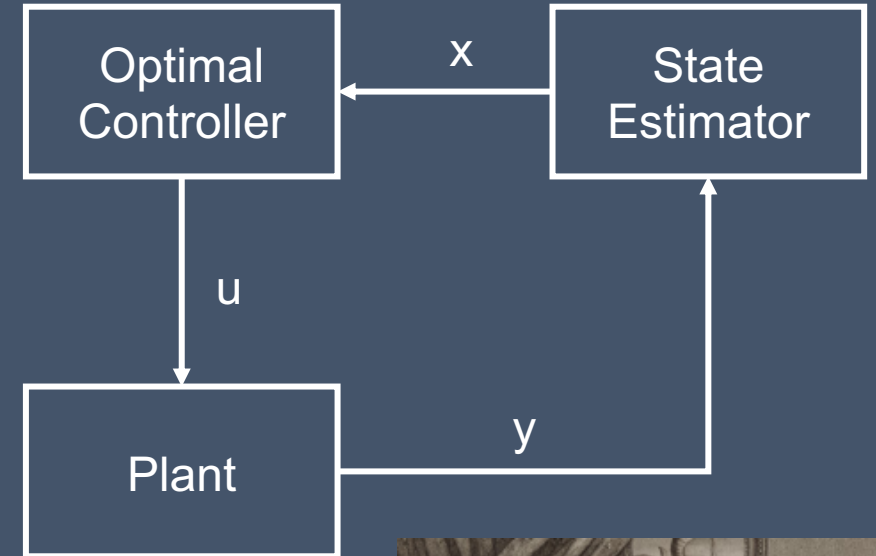 Optimal
Controller
x
State
Estimator
u
y
Plant